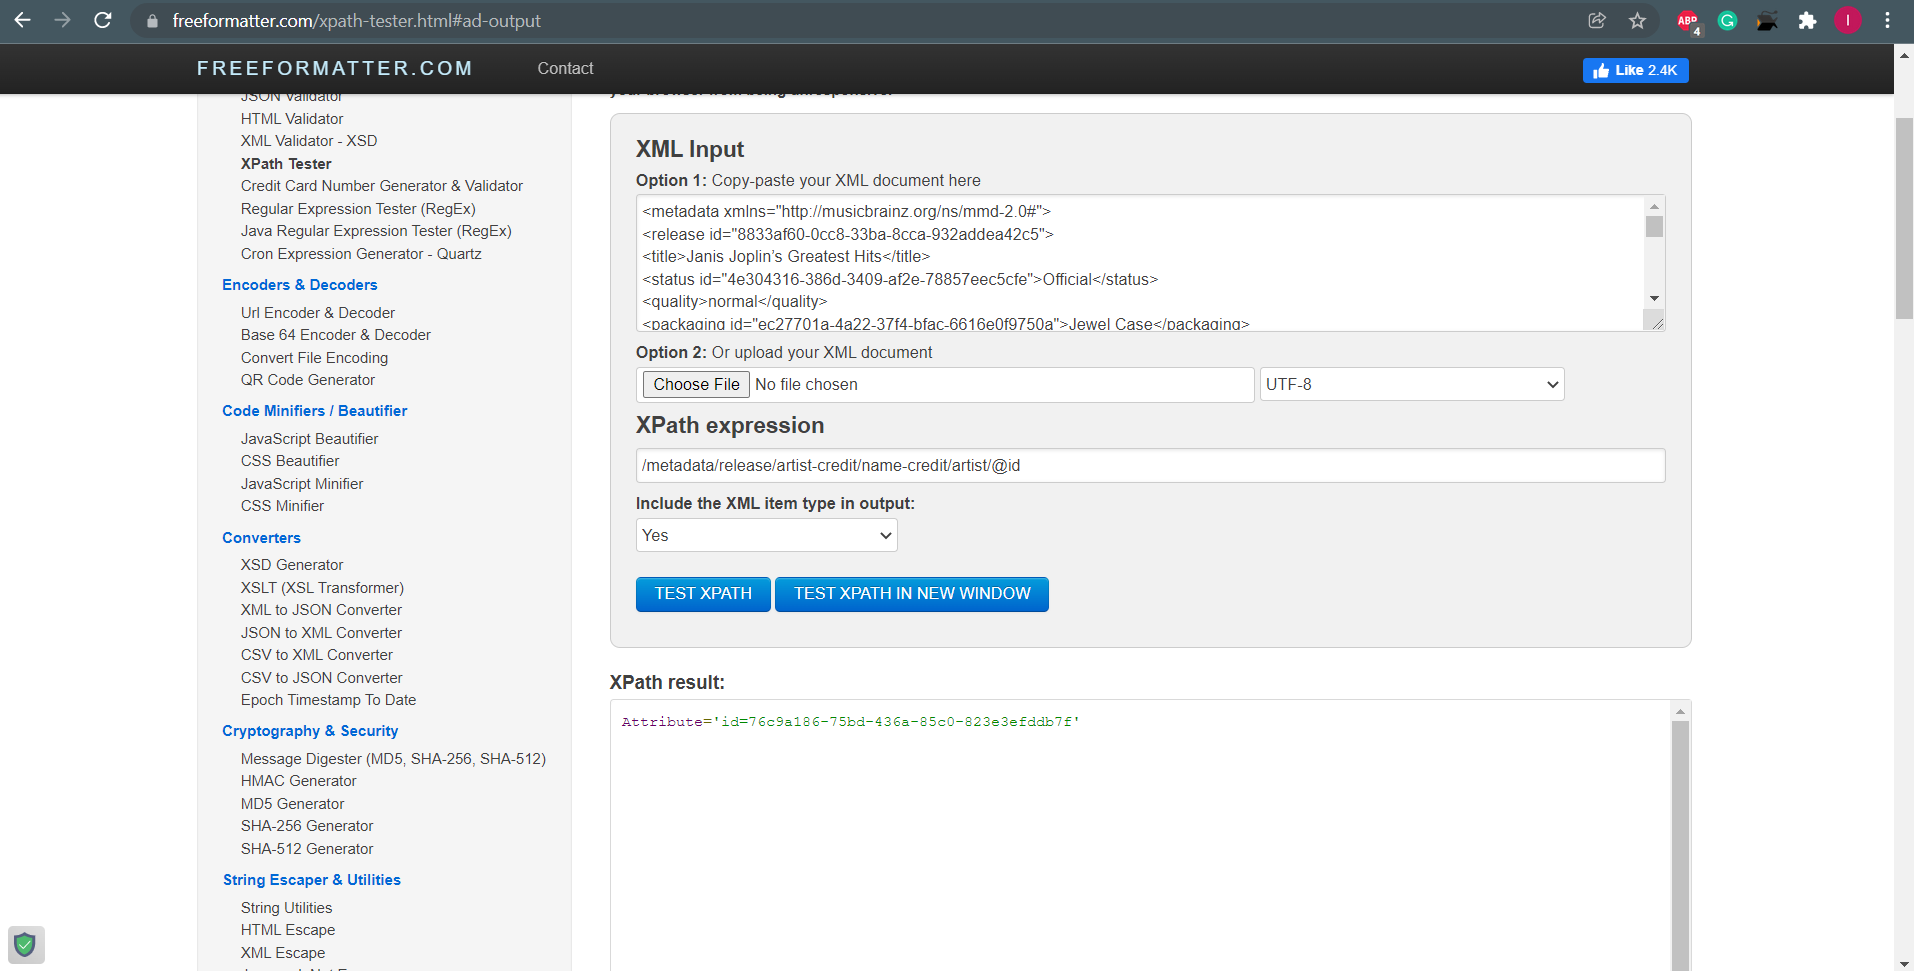 freeformatter.com/xpath-tester.html#ad-output
ABP
4
G
I
FREEFORMATTER.COM
Contact
Like 2.4K
JSON Validator
HTML Validator
XML Validator - XSD
XPath Tester
Credit Card Number Generator & Validator
Regular Expression Tester (RegEx)
Java Regular Expression Tester (RegEx)
Cron Expression Generator - Quartz
Encoders & Decoders
Url Encoder & Decoder
Base 64 Encoder & Decoder
Convert File Encoding
QR Code Generator
Code Minifiers / Beautifier
JavaScript Beautifier
CSS Beautifier
JavaScript Minifier
CSS Minifier
Converters
XSD Generator
XSLT (XSL Transformer)
XML to JSON Converter
JSON to XML Converter
CSV to XML Converter
CSV to JSON Converter
Epoch Timestamp To Date
Cryptography & Security
Message Digester (MD5, SHA-256, SHA-512)
HMAC Generator
MD5 Generator
SHA-256 Generator
SHA-512 Generator
String Escaper & Utilities
String Utilities
HTML Escape
XML Escape
your browser from being unresponsive.
XML Input
Option 1: Copy-paste your XML document here
<metadata xmlns="http://musicbrainz.org/ns/mmd-2.0#">
<release id="8833af60-0cc8-33ba-8cca-932addea42c5">
<title>Janis Joplin’s Greatest Hits</title>
<status id="4e304316-386d-3409-af2e-78857eec5cfe">Official</status>
<quality>normal</quality>
<packaging id="ec27701a-4a22-37f4-bfac-6616e0f9750a">Jewel Case</packaging>
Option 2: Or upload your XML document
Choose File No file chosen
UTF-8
XPath expression
/metadata/release/artist-credit/name-credit/artist/@id
Include the XML item type in output:
Yes
TEST XPATH
TEST XPATH IN NEW WINDOW
XPath result:
Attribute='id=76c9a186-75bd-436a-85c0-823e3efddb7f'